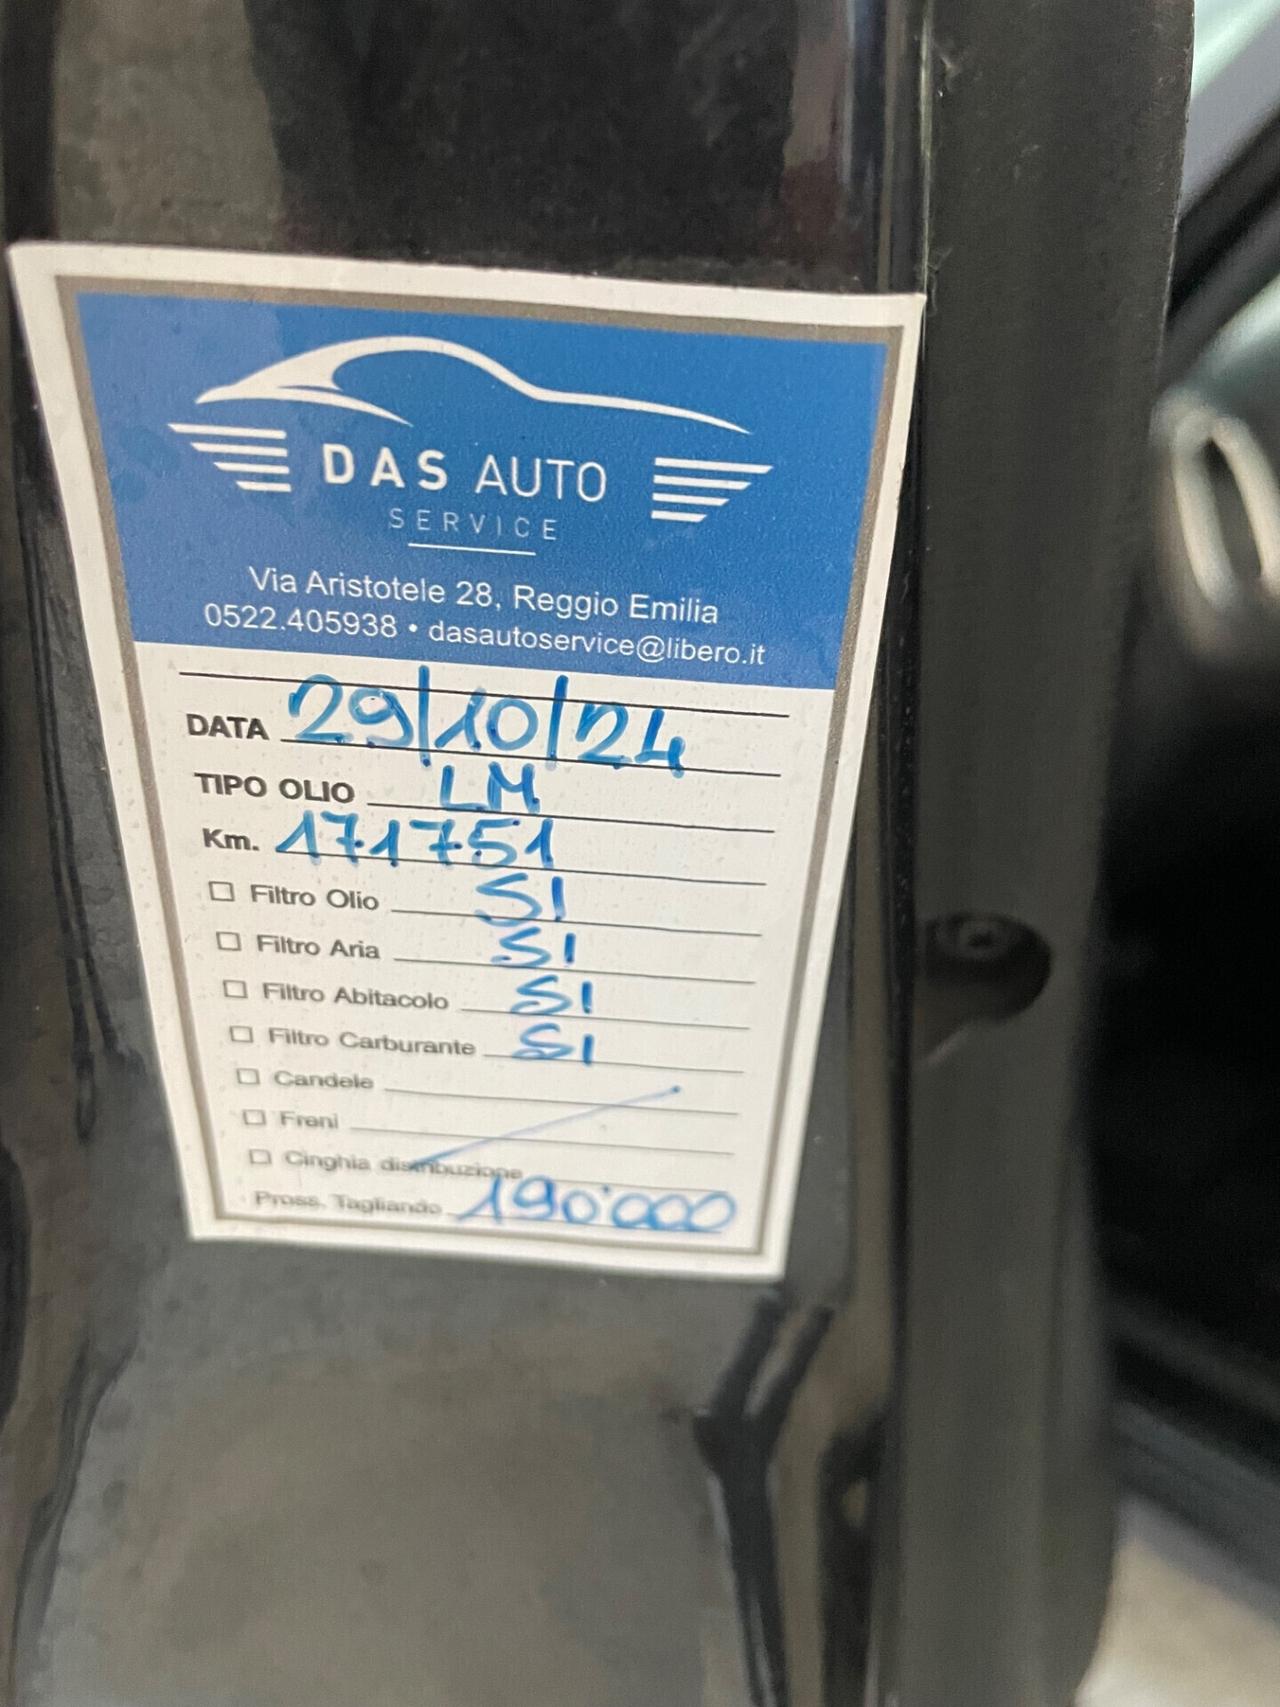 DAS AUTO
SERVICE
Via Aristotele 28, Reggio Emilia
0522.405938 • dasautoservice@libero.it
DATA 29/10/24
TIPO OLIO LM
Km. 171751
Filtro Olio SI
Filtro Aria SI
Filtro Abitacolo SI
Filtro Carburante SI
Candele
Freni
Cinghia distribuzione
Pross. Tagliando 190'000